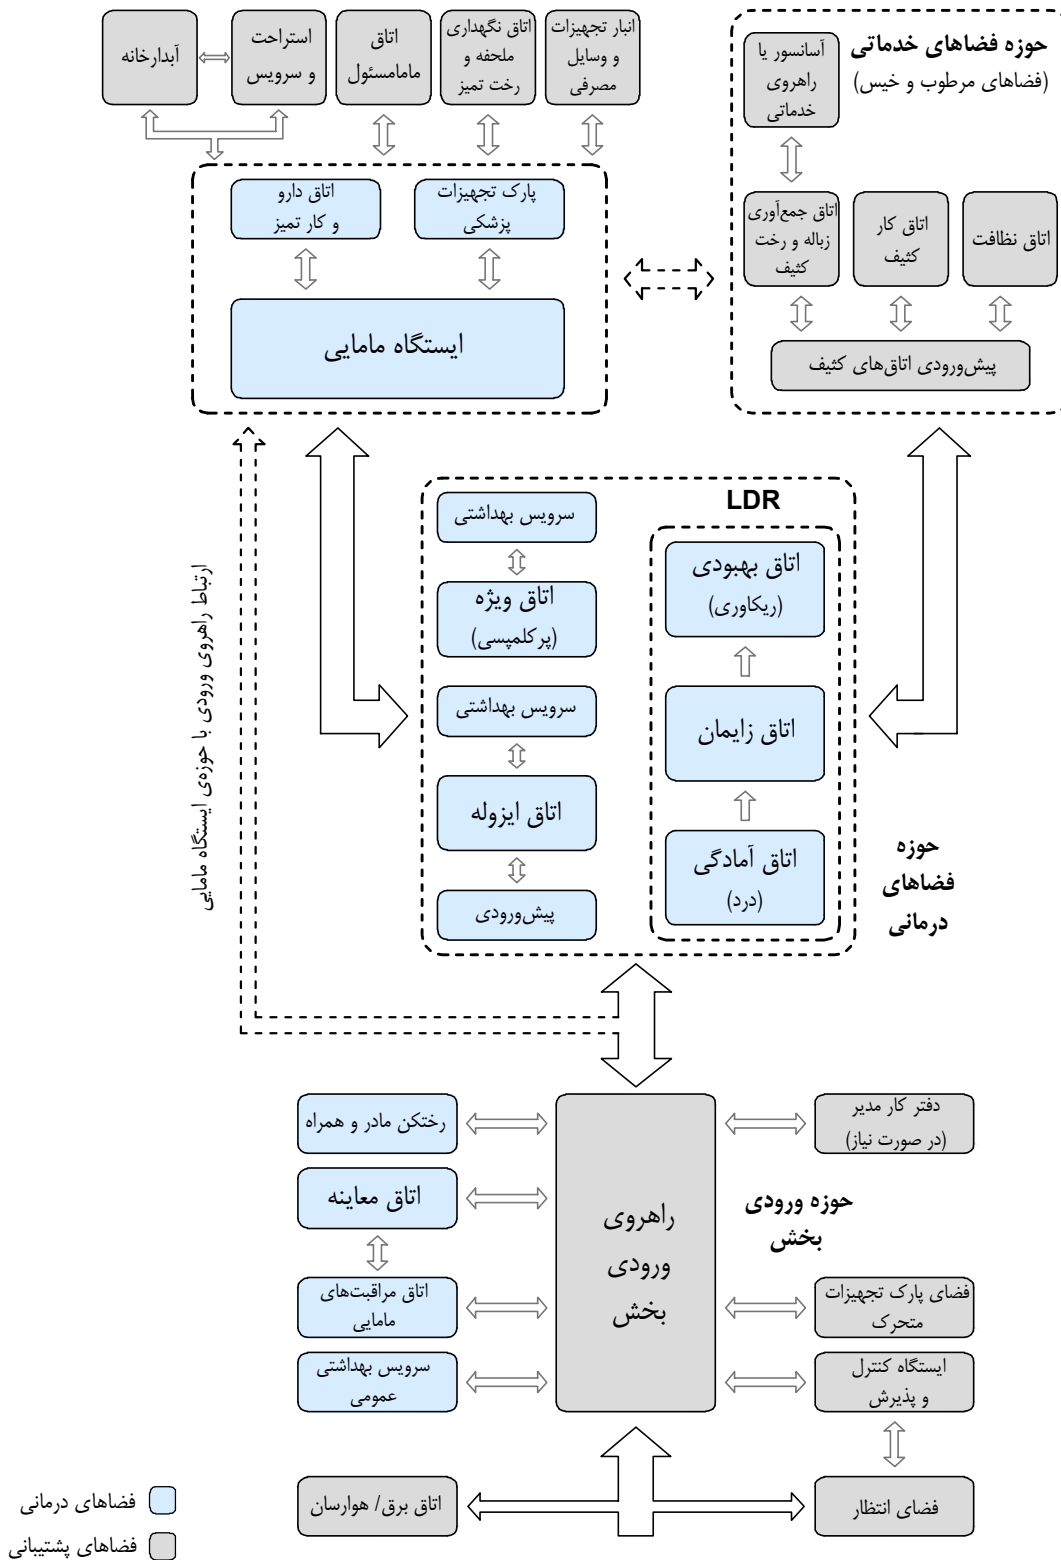 حوزه فضاهای خدماتی
(فضاهای مرطوب و خیس)
آسانسور یا
راهروی
خدماتی
انبار تجهیزات
و وسایل
مصرفی
اتاق نگهداری
ملحفه و
رخت تمیز
اتاق
مامامسئول
استراحت
و سرویس
آبدارخانه
اتاق نظافت
اتاق کار
کثیف
اتاق جمع‌آوری
زباله و رخت
کثیف
پیش‌ورودی اتاق‌های کثیف
پارک تجهیزات
پزشکی
اتاق دارو
و کار تمیز
ایستگاه مامایی
LDR
اتاق بهبودی
(ریکاوری)
اتاق زایمان
اتاق آمادگی
(درد)
سرویس بهداشتی
اتاق ویژه
(پرکلمپسی)
سرویس بهداشتی
اتاق ایزوله
پیش‌ورودی
حوزه
فضاهای
درمانی
ارتباط راهروی ورودی با حوزه‌ی ایستگاه مامایی
دفتر کار مدیر
(در صورت نیاز)
رختکن مادر و همراه
حوزه ورودی
بخش
راهروی
ورودی
بخش
اتاق معاینه
فضای پارک تجهیزات
متحرک
اتاق مراقبت‌های
مامایی
ایستگاه کنترل
و پذیرش
سرویس بهداشتی
عمومی
فضای انتظار
اتاق برق/ هوارسان
فضاهای درمانی
فضاهای پشتیبانی